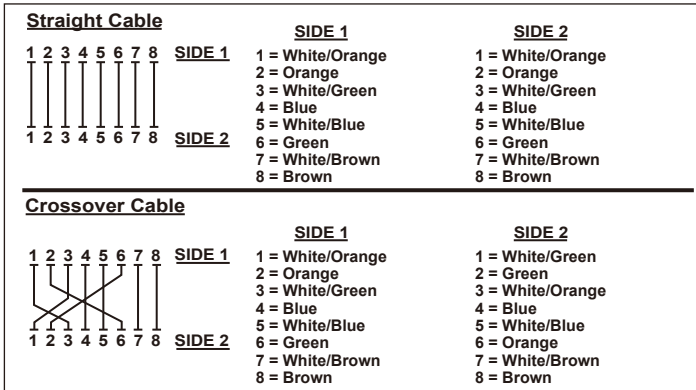 Straight Cable
1 2 3 4 5 6 7 8 SIDE 1
1 2 3 4 5 6 7 8 SIDE 2
SIDE 1
1 = White/Orange
2 = Orange
3 = White/Green
4 = Blue
5 = White/Blue
6 = Green
7 = White/Brown
8 = Brown
SIDE 2
1 = White/Orange
2 = Orange
3 = White/Green
4 = Blue
5 = White/Blue
6 = Green
7 = White/Brown
8 = Brown
Crossover Cable
1 2 3 4 5 6 7 8 SIDE 1
1 2 3 4 5 6 7 8 SIDE 2
SIDE 1
1 = White/Orange
2 = Orange
3 = White/Green
4 = Blue
5 = White/Blue
6 = Green
7 = White/Brown
8 = Brown
SIDE 2
1 = White/Green
2 = Green
3 = White/Orange
4 = Blue
5 = White/Blue
6 = Orange
7 = White/Brown
8 = Brown